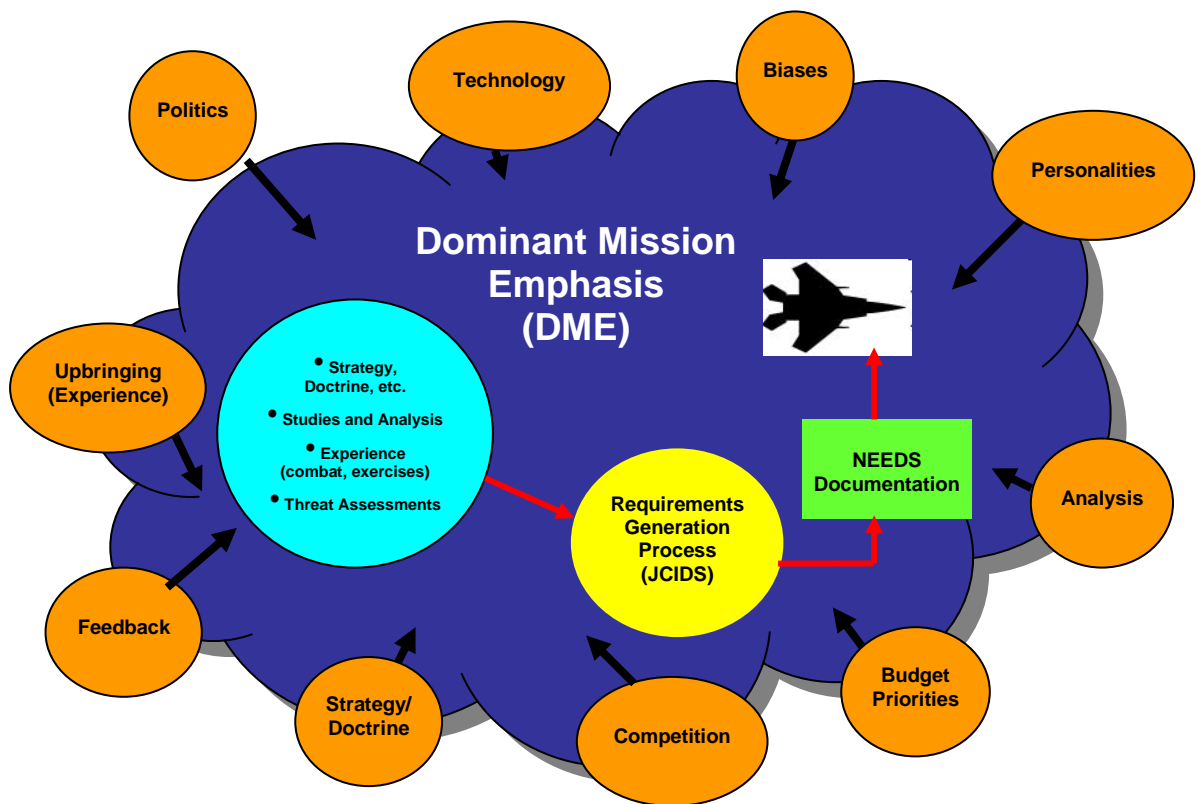 Politics
Technology
Biases
Personalities
Dominant Mission
Emphasis
(DME)
Upbringing
(Experience)
• Strategy,
Doctrine, etc.
• Studies and Analysis
• Experience
(combat, exercises)
• Threat Assessments
Requirements
Generation
Process
(JCIDS)
NEEDS
Documentation
Analysis
Feedback
Strategy/
Doctrine
Competition
Budget
Priorities